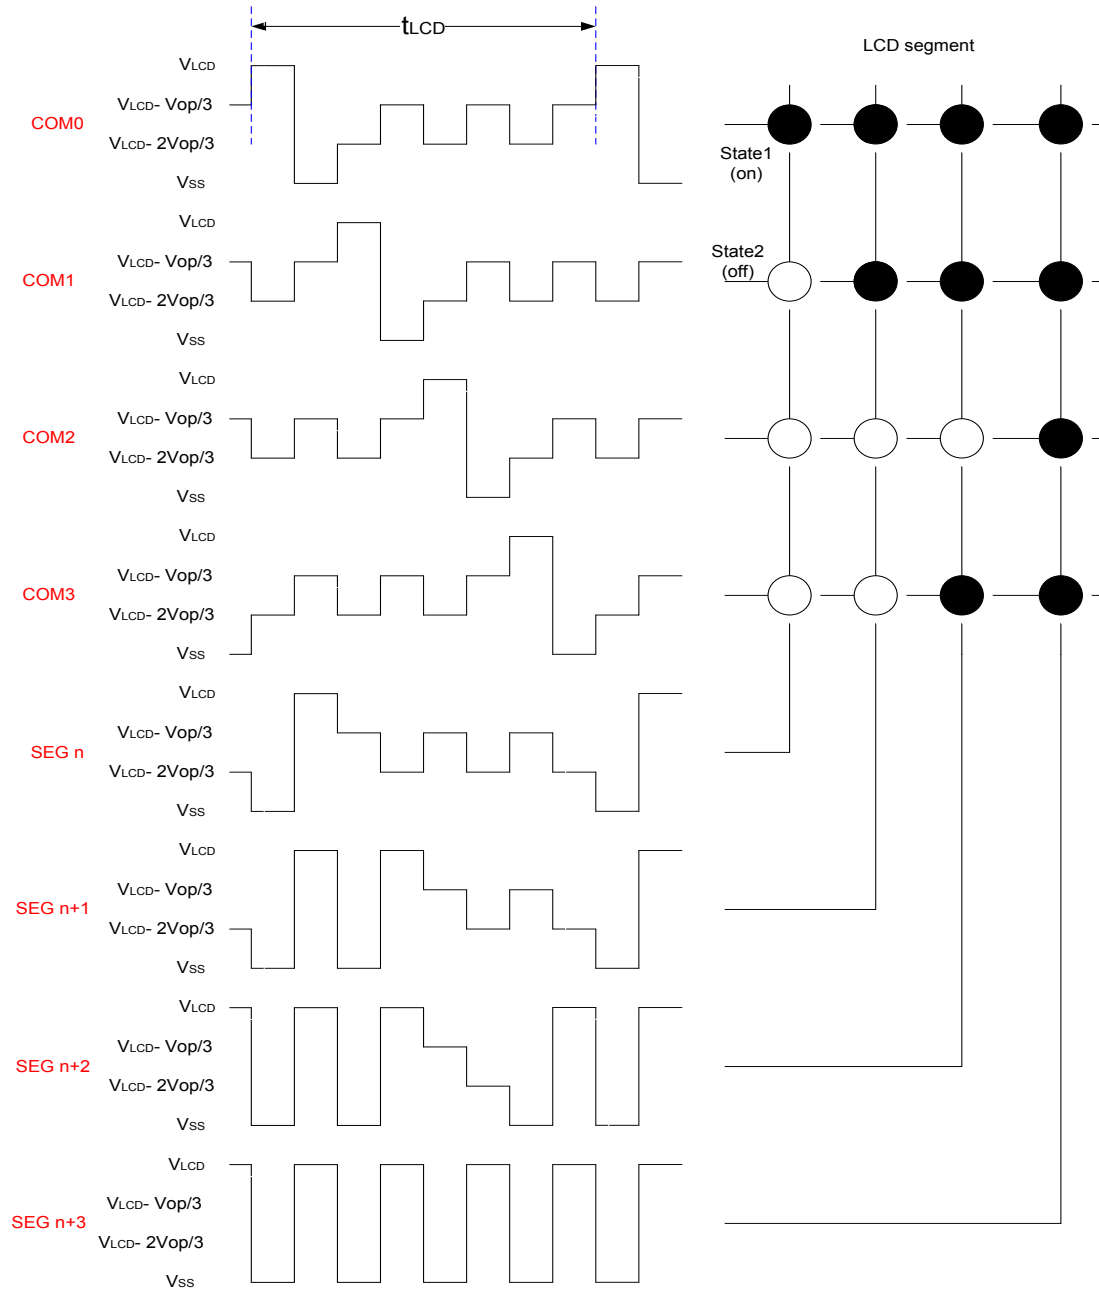 tLCD
LCD segment
VLCD
VLCD- Vop/3
COM0
VLCD- 2Vop/3
VSS
State1
(on)
VLCD
VLCD- Vop/3
COM1
VLCD- 2Vop/3
VSS
State2
(off)
VLCD
VLCD- Vop/3
COM2
VLCD- 2Vop/3
VSS
VLCD
VLCD- Vop/3
COM3
VLCD- 2Vop/3
VSS
VLCD
VLCD- Vop/3
SEG n
VLCD- 2Vop/3
VSS
VLCD
VLCD- Vop/3
SEG n+1
VLCD- 2Vop/3
VSS
VLCD
VLCD- Vop/3
SEG n+2
VLCD- 2Vop/3
VSS
VLCD
VLCD- Vop/3
SEG n+3
VLCD- 2Vop/3
VSS